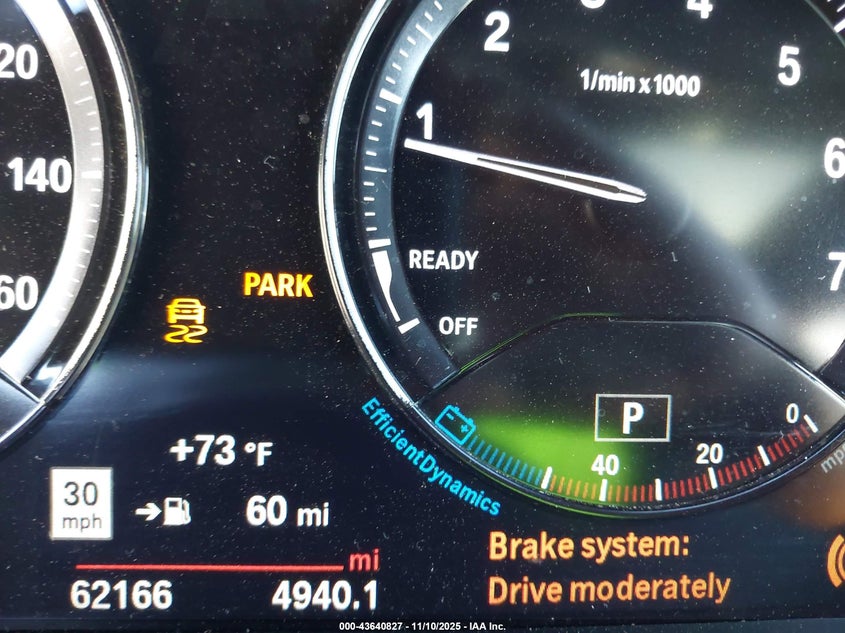 20
140
60
1
2
3
4
5
6
7
1/min x 1000
READY
OFF
PARK
P
EfficientDynamics
40
20
0
mpg
+73 °F
30
mph
60 mi
mi
62166
4940.1
Brake system:
Drive moderately
000-43640827 - 11/10/2025 - IAA Inc.